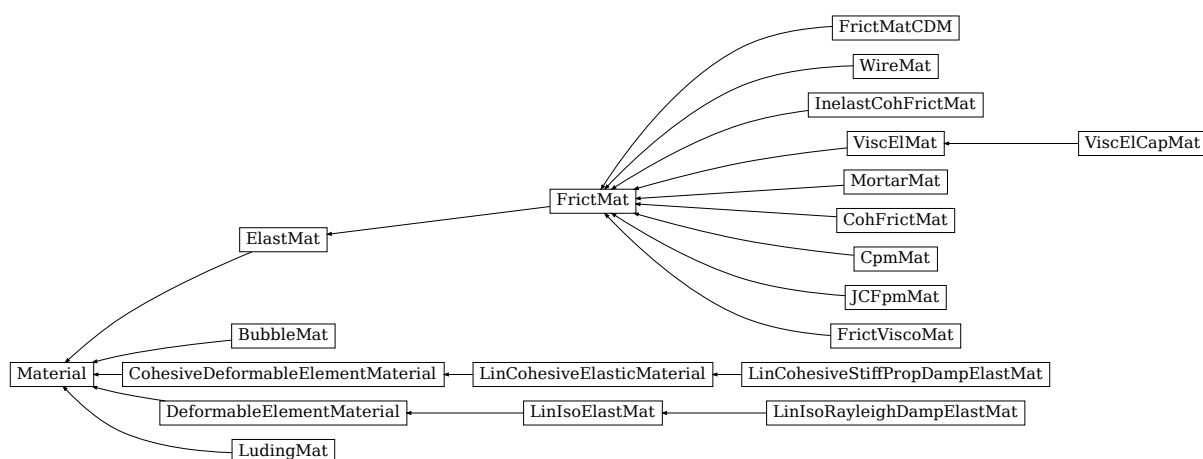 FrictMatCDM
WireMat
InelastCohFrictMat
ViscElMat
ViscElCapMat
MortarMat
FrictMat
CohFrictMat
ElastMat
CpmMat
JCFpmMat
BubbleMat
FrictViscoMat
Material
CohesiveDeformableElementMaterial
LinCohesiveElasticMaterial
LinCohesiveStiffPropDampElastMat
DeformableElementMaterial
LinIsoElastMat
LinIsoRayleighDampElastMat
LudingMat